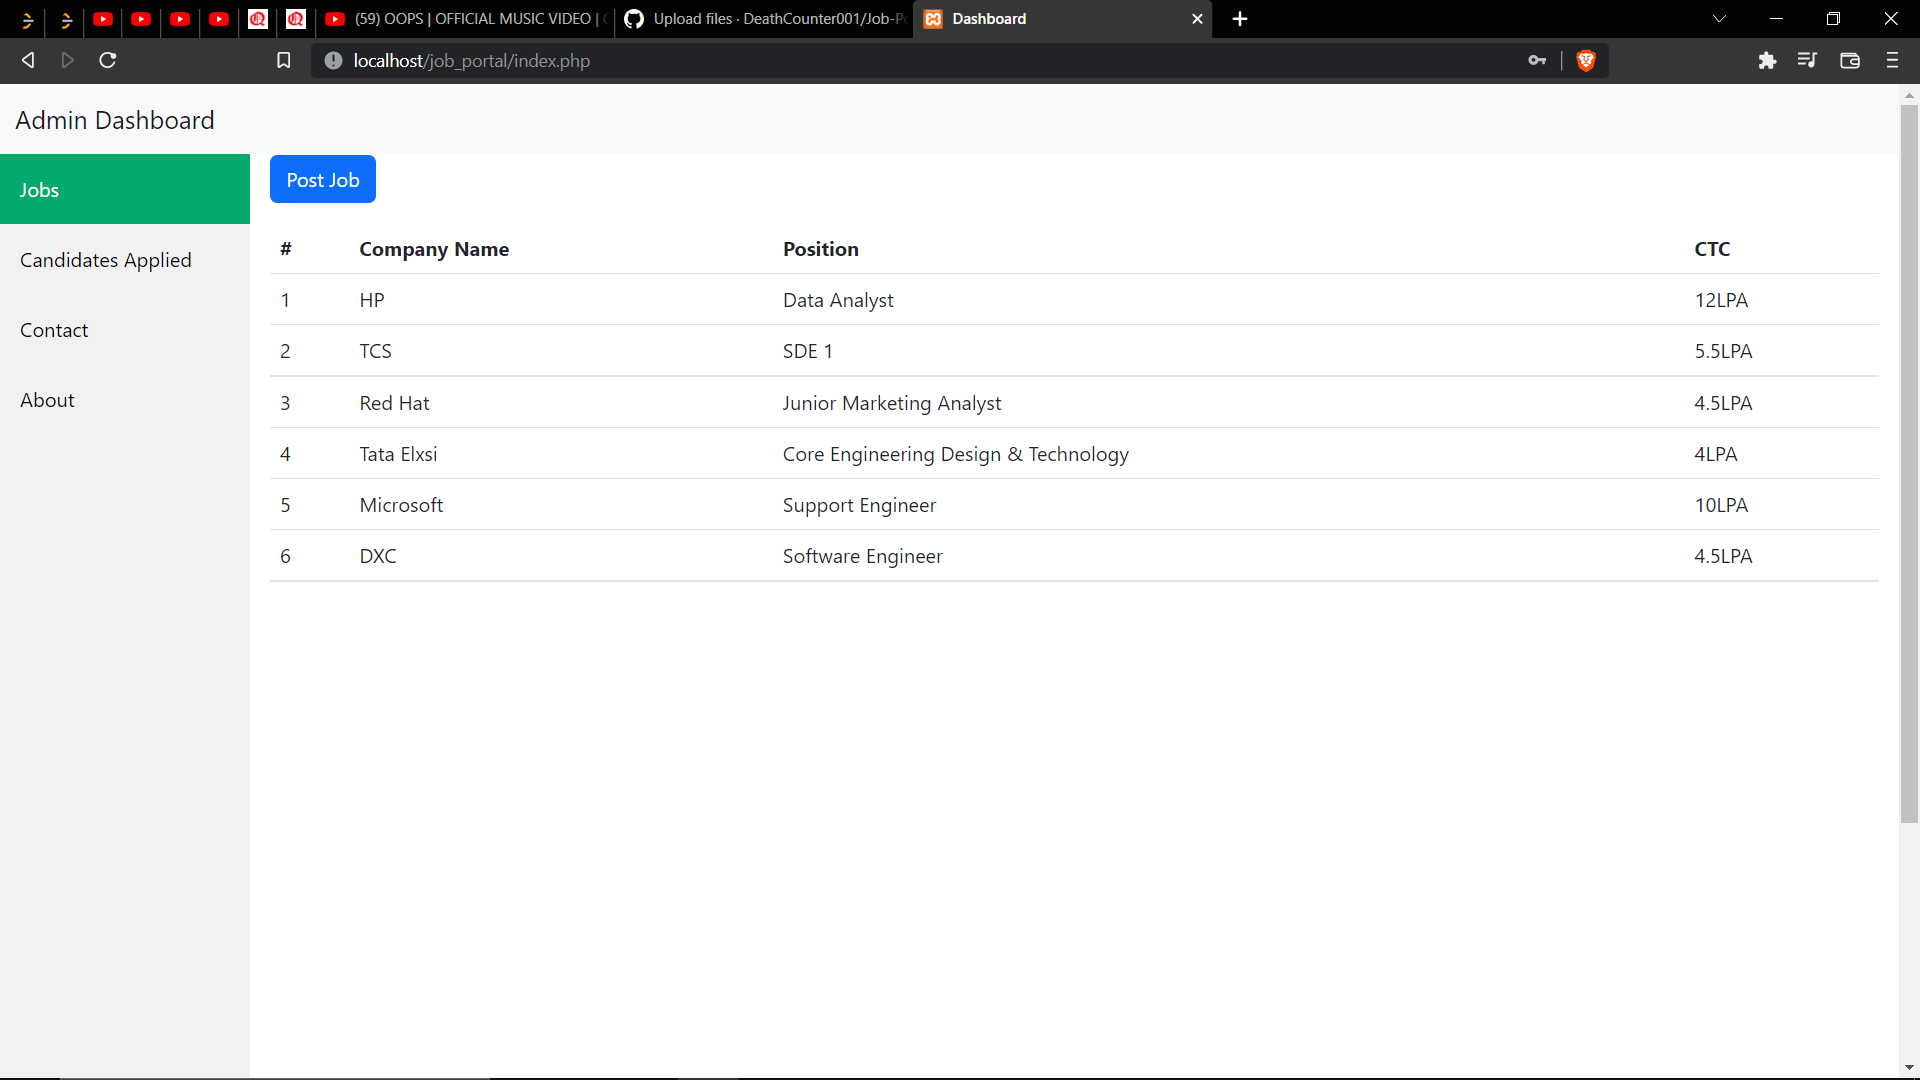 (59) OOPS | OFFICIAL MUSIC VIDEO |
Upload files · DeathCounter001/Job-P
Dashboard
localhost/job_portal/index.php
Admin Dashboard
Jobs
Candidates Applied
Contact
About
Post Job
# Company Name Position CTC
1 HP Data Analyst 12LPA
2 TCS SDE 1 5.5LPA
3 Red Hat Junior Marketing Analyst 4.5LPA
4 Tata Elxsi Core Engineering Design & Technology 4LPA
5 Microsoft Support Engineer 10LPA
6 DXC Software Engineer 4.5LPA